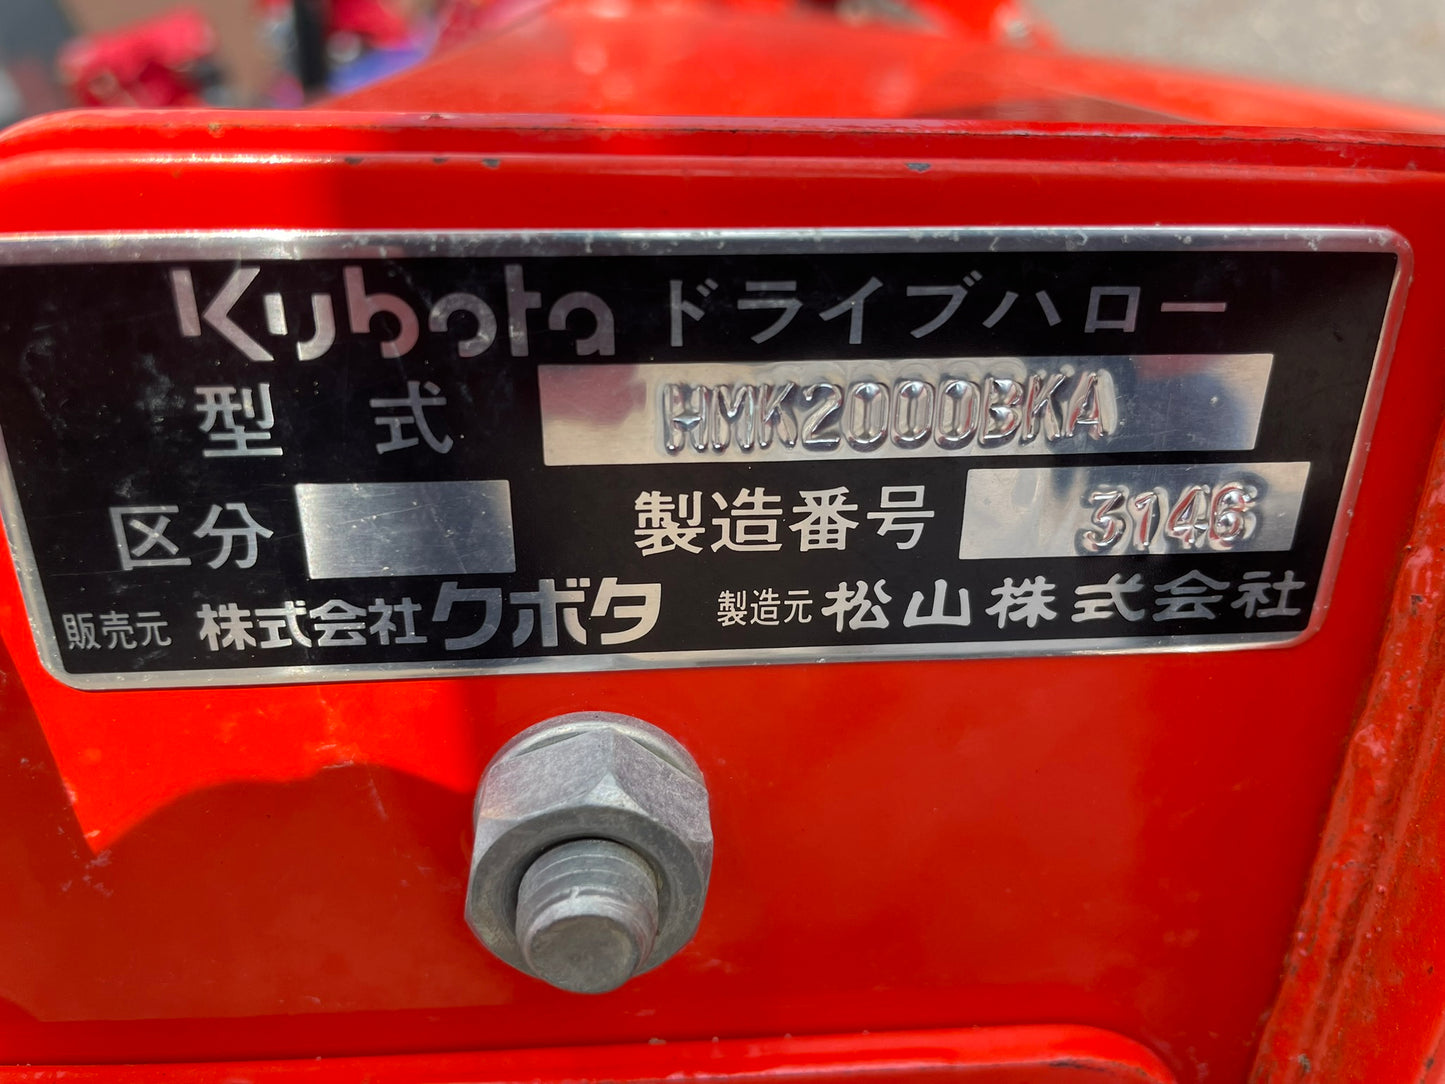 Kubota ドライブハロー
型式 HMK2000BKA
区分 製造番号 3146
販売元 株式会社クボタ 製造元 松山株式会社